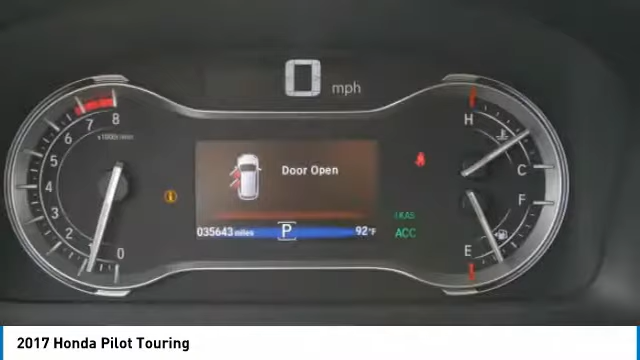 0 mph
8
7
6
5
4
3
2
1
0
x1000r/min
Door Open
035643 miles P 92°F
LKAS
ACC
H
C
F
E
2017 Honda Pilot Touring